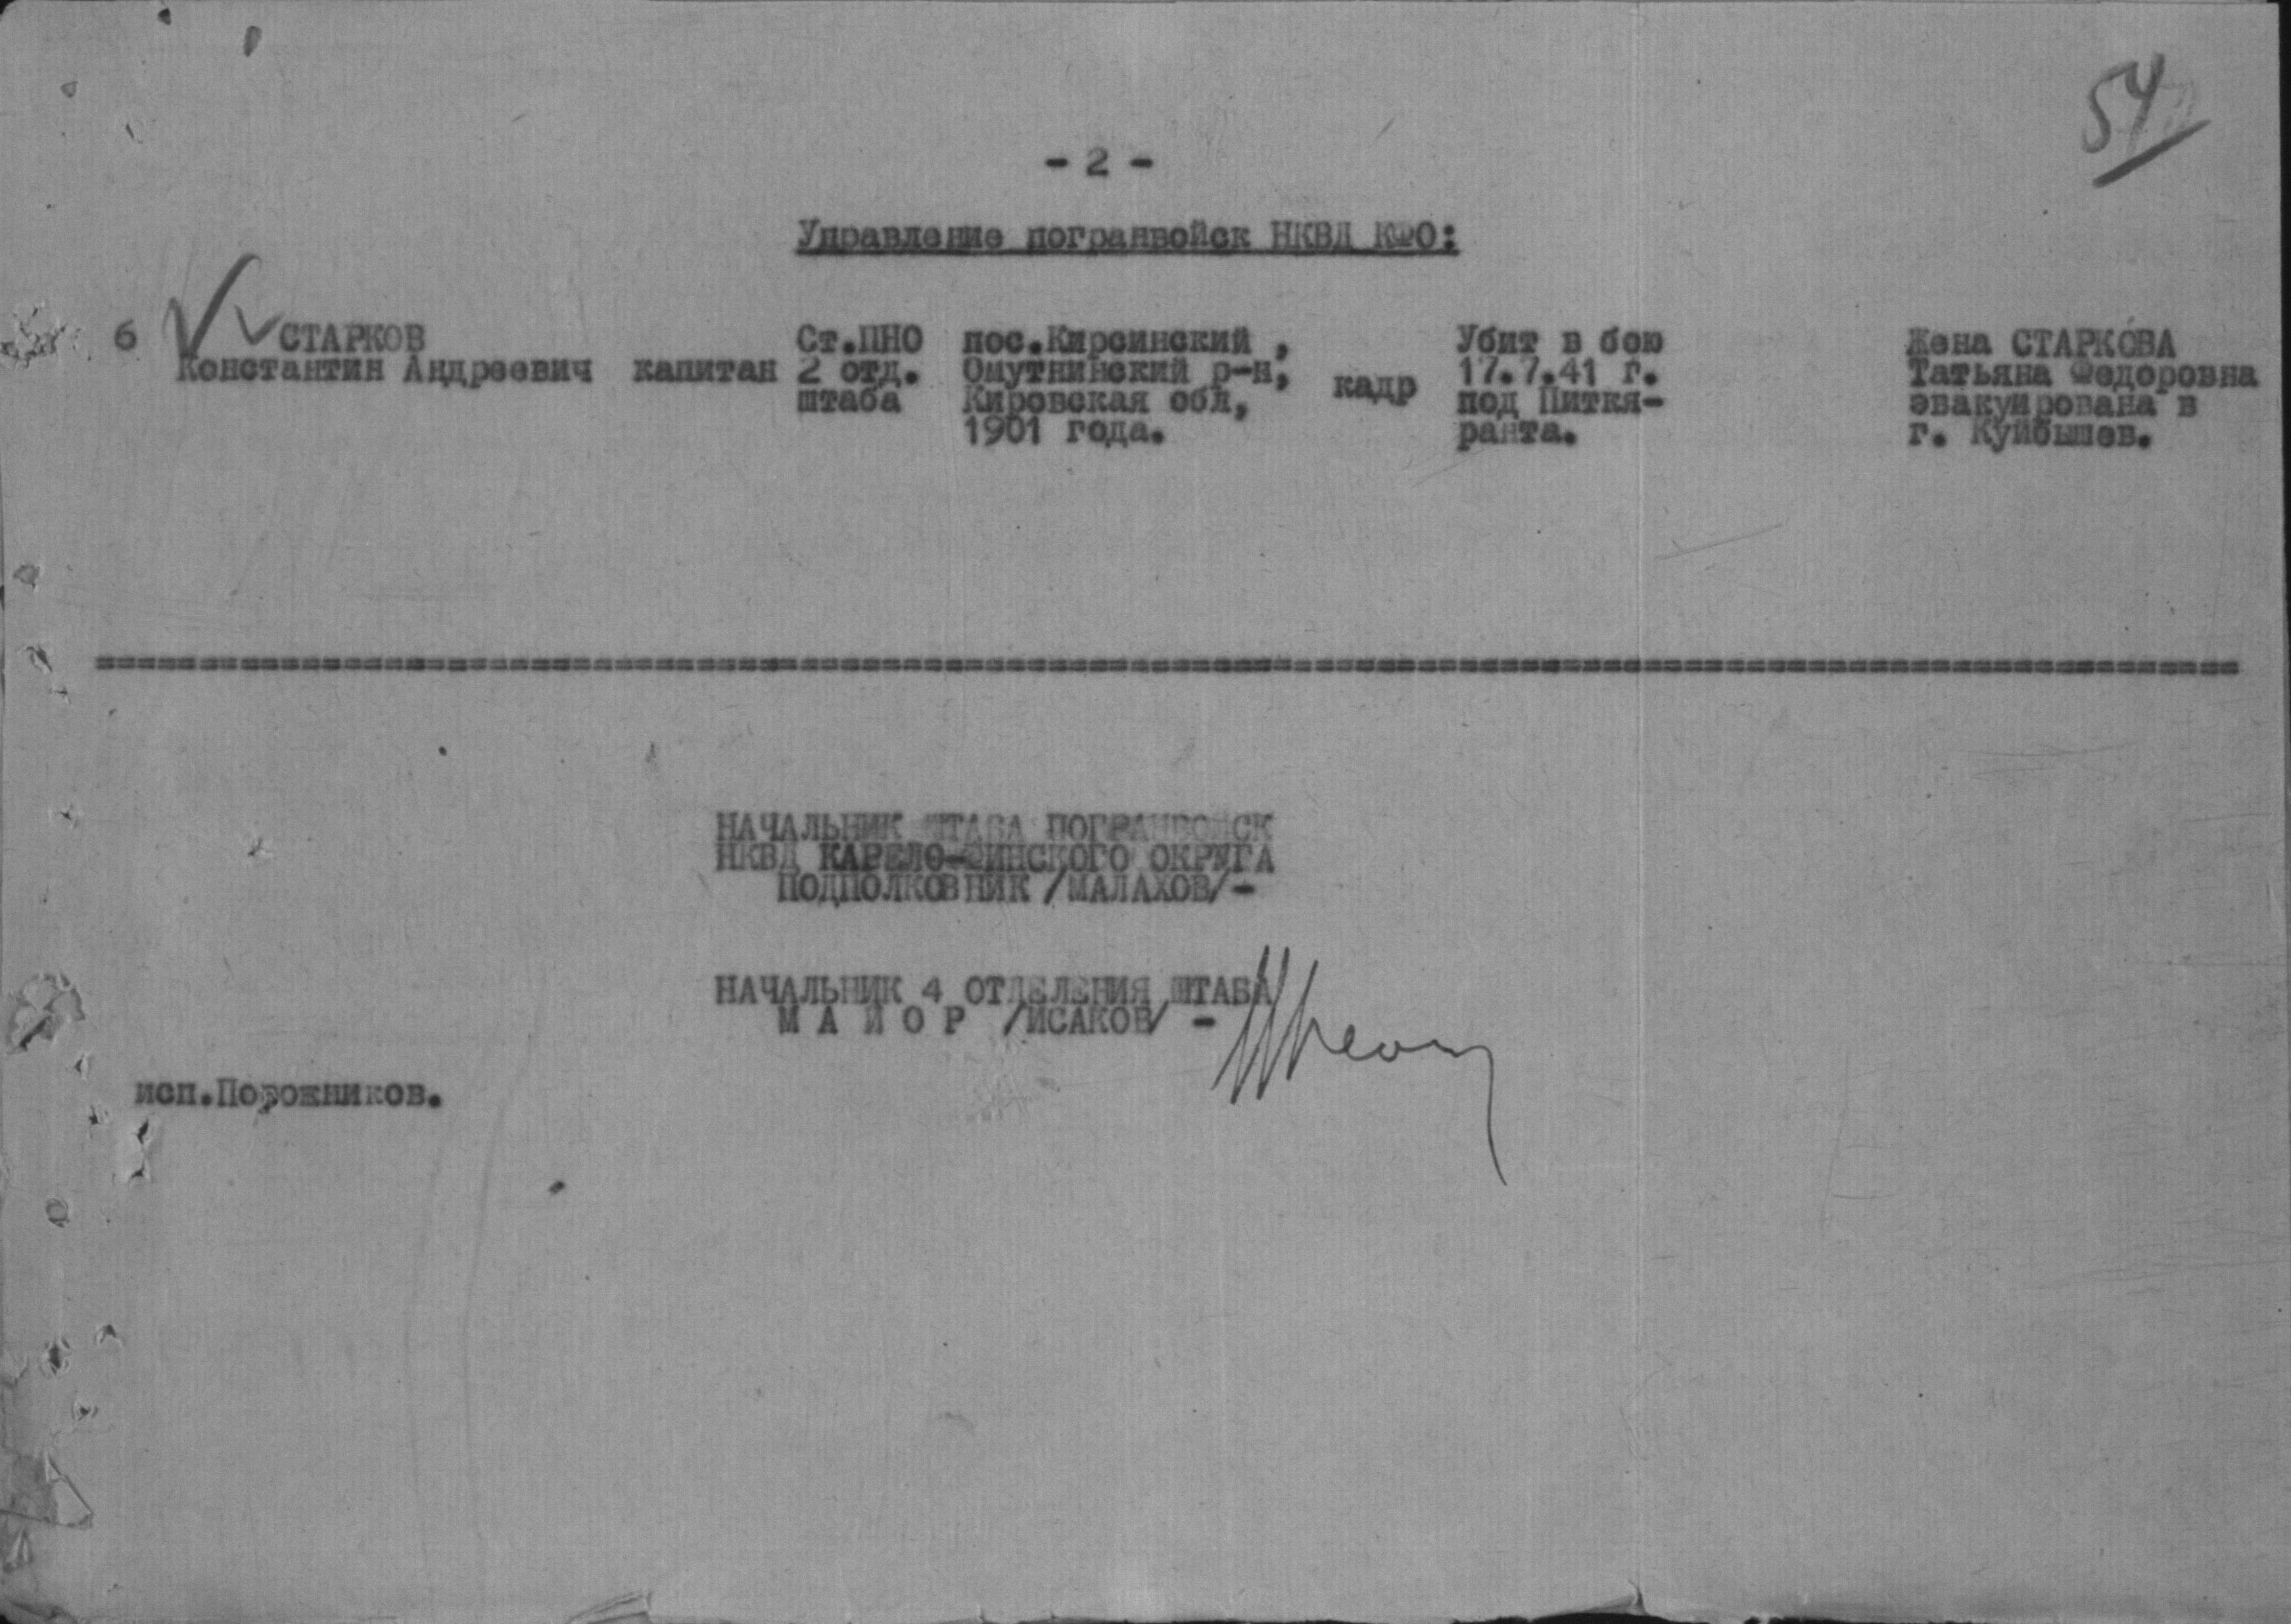 54
- 2 -
Управление погранвойск НКВД КФО:
6 СТАРКОВ
Константин Андреевич
капитан
Ст.ПНО
2 отд.
штаба
пос.Кирсинский ,
Омутнинский р-н,
Кировская обл,
1901 года.
кадр
Убит в бою
17.7.41 г.
под Питкя-
ранта.
Жена СТАРКОВА
Татьяна Федоровна
эвакуирована в
г. Куйбышев.
НАЧАЛЬНИК ШТАБА ПОГРАНВОЙСК
НКВД КАРЕЛО-ФИНСКОГО ОКРУГА
ПОДПОЛКОВНИК /МАЛАХОВ/-
НАЧАЛЬНИК 4 ОТДЕЛЕНИЯ ШТАБА
М А Й О Р /ИСАКОВ/ -
исп.Порожников.